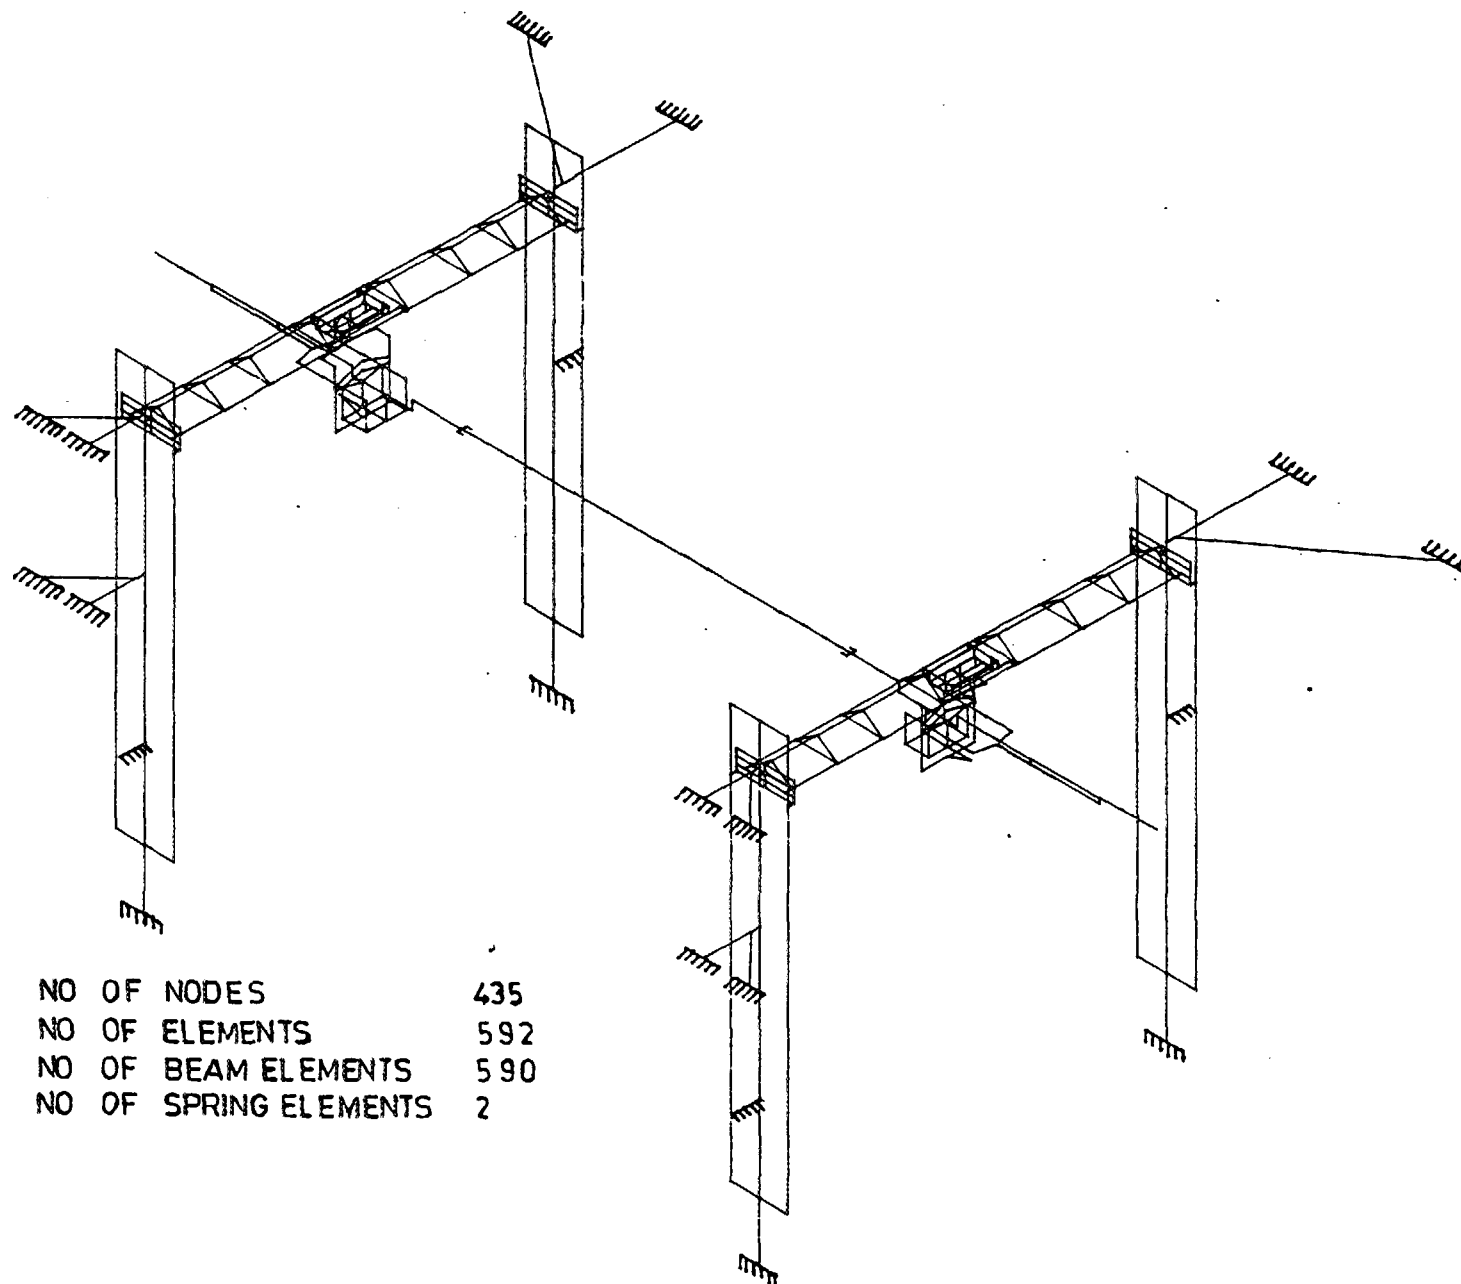 NO OF NODES 435
NO OF ELEMENTS 592
NO OF BEAM ELEMENTS 590
NO OF SPRING ELEMENTS 2